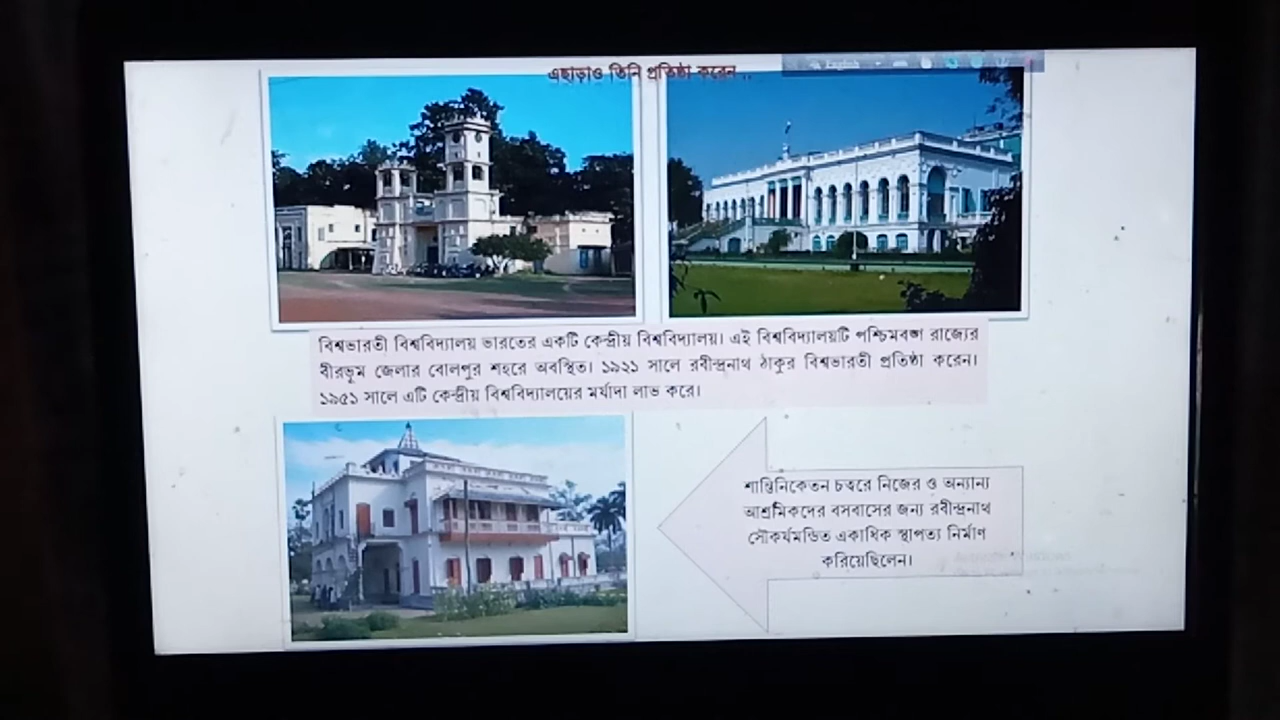 এছাড়াও তিনি প্রতিষ্ঠা করেন ..
English
বিশ্বভারতী বিশ্ববিদ্যালয় ভারতের একটি কেন্দ্রীয় বিশ্ববিদ্যালয়। এই বিশ্ববিদ্যালয়টি পশ্চিমবঙ্গ রাজ্যের
বীরভূম জেলার বোলপুর শহরে অবস্থিত। ১৯২১ সালে রবীন্দ্রনাথ ঠাকুর বিশ্বভারতী প্রতিষ্ঠা করেন।
১৯৫১ সালে এটি কেন্দ্রীয় বিশ্ববিদ্যালয়ের মর্যাদা লাভ করে।
শান্তিনিকেতন চত্বরে নিজের ও অন্যান্য
আশ্রমিকদের বসবাসের জন্য রবীন্দ্রনাথ
সৌকর্যমন্ডিত একাধিক স্থাপত্য নির্মাণ
করিয়েছিলেন।